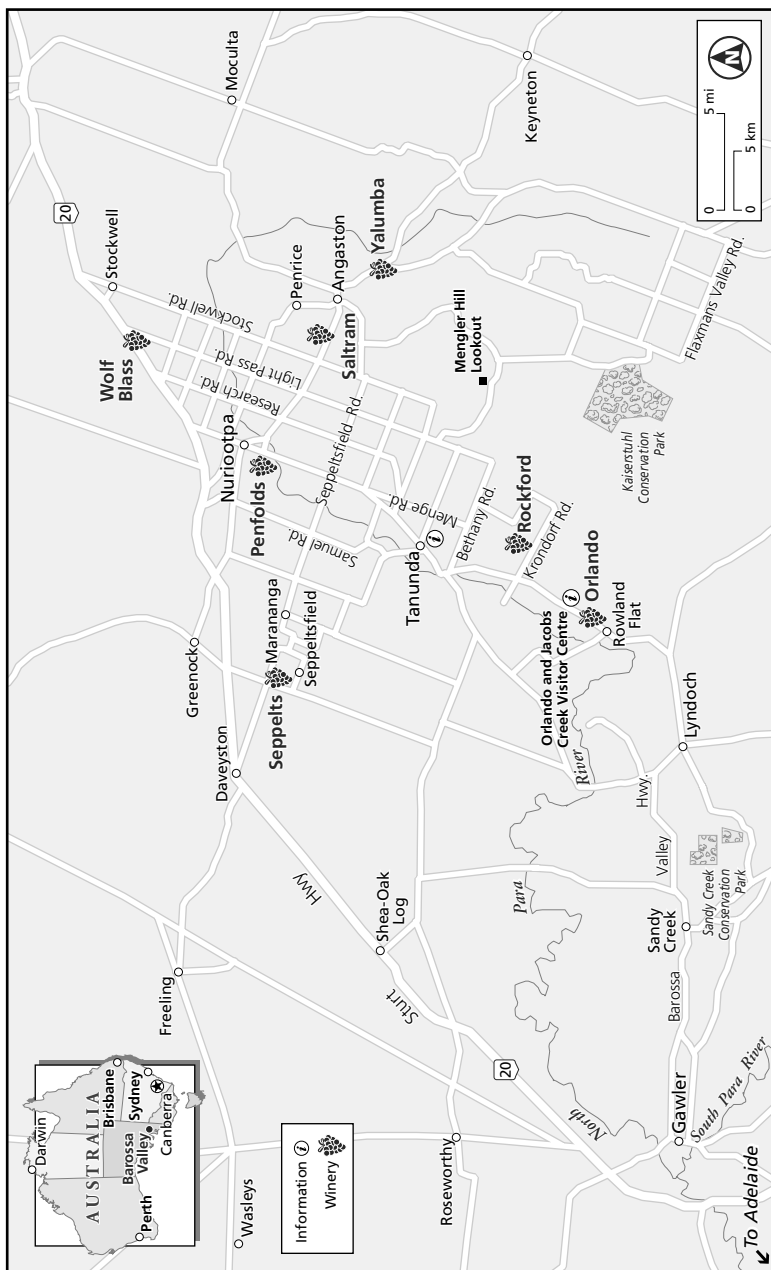 Darwin
AUSTRALIA
Brisbane
Barossa
Valley
Sydney
Canberra
Perth
Wasleys
Information i
Winery
Freeling
Roseworthy
20
Sturt
Hwy
Shea-Oak
Log
Daveyston
Greenock
Seppelts
Marananga
Seppeltsfield
Wolf
Blass
20
Stockwell
Stockwell Rd.
Light Pass Rd.
Research Rd.
Nuriootpa
Penfolds
Samuel Rd.
Seppeltsfield Rd.
Moculta
Penrice
Angaston
Saltram
Yalumba
Keyneton
Mengler Hill
Lookout
Menge Rd.
Tanunda
i
Bethany Rd.
Rockford
Krondorf Rd.
Orlando and Jacobs
Creek Visitor Centre
i
Orlando
Rowland
Flat
Kaiserstuhl
Conservation
Park
Flaxmans Valley Rd.
Lyndoch
North
Para
River
Barossa
Valley
Hwy.
Sandy
Creek
Sandy Creek
Conservation
Park
Gawler
South Para River
To Adelaide
N
0
5 mi
0
5 km